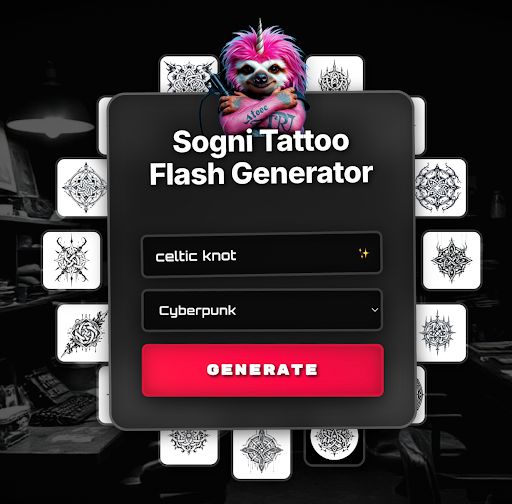 Sogni Tattoo
Flash Generator
celtic knot
Cyberpunk
GENERATE